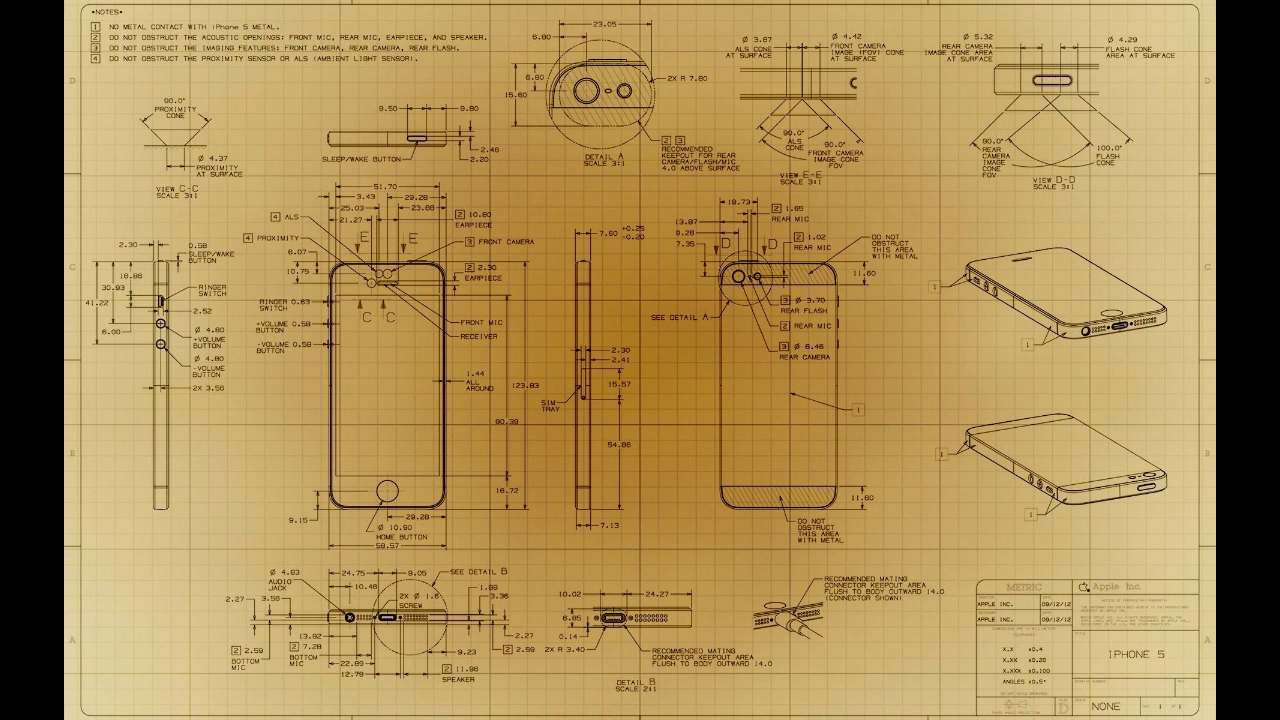 •NOTES•
1 NO METAL CONTACT WITH iPhone 5 METAL.
2 DO NOT OBSTRUCT THE ACOUSTIC OPENINGS: FRONT MIC, REAR MIC, EARPIECE, AND SPEAKER.
3 DO NOT OBSTRUCT THE IMAGING FEATURES: FRONT CAMERA, REAR CAMERA, REAR FLASH.
4 DO NOT OBSTRUCT THE PROXIMITY SENSOR OR ALS (AMBIENT LIGHT SENSOR).
90.0°
PROXIMITY
CONE
Ø 4.37
PROXIMITY
AT SURFACE
VIEW C-C
SCALE 3:1
9.50
9.80
SLEEP/WAKE BUTTON
2.46
2.20
23.05
6.80
6.80
15.60
2X R 7.80
DETAIL A
SCALE 3:1
2 3
RECOMMENDED
KEEPOUT FOR REAR
CAMERA/FLASH/MIC
4.0 ABOVE SURFACE
Ø 3.87
ALS CONE
AT SURFACE
Ø 4.42
FRONT CAMERA
IMAGE (FOV) CONE
AT SURFACE
90.0°
ALS
CONE
90.0°
FRONT CAMERA
IMAGE CONE
FOV
VIEW E-E
SCALE 3:1
Ø 5.32
REAR CAMERA
IMAGE CONE AREA
AT SURFACE
Ø 4.29
FLASH CONE
AREA AT SURFACE
90.0°
REAR
CAMERA
IMAGE
CONE
FOV
100.0°
FLASH
CONE
VIEW D-D
SCALE 3:1
2.30
0.58
SLEEP/WAKE
BUTTON
18.86
30.93
41.22
6.00
RINGER
SWITCH
2.52
Ø 4.80
+VOLUME
BUTTON
Ø 4.80
-VOLUME
BUTTON
2X 3.56
51.70
3.43
29.28
25.03
23.68
21.27
4 ALS
4 PROXIMITY
6.07
10.75
E
E
2 10.80
EARPIECE
3 FRONT CAMERA
2 2.30
EARPIECE
C
C
RINGER 0.63
SWITCH
+VOLUME 0.58
BUTTON
-VOLUME 0.58
BUTTON
FRONT MIC
RECEIVER
1.44
ALL
AROUND
123.83
90.39
16.72
9.15
29.28
Ø 10.90
HOME BUTTON
58.57
7.60 +0.25
-0.20
2.30
2.41
15.57
SIM
TRAY
54.88
7.13
18.73
2 1.65
REAR MIC
13.87
9.28
7.35
D
D
2 1.02
REAR MIC
DO NOT
OBSTRUCT
THIS AREA
WITH METAL
11.60
SEE DETAIL A
3 Ø 3.70
REAR FLASH
2 REAR MIC
3 Ø 6.46
REAR CAMERA
1
11.80
DO NOT
OBSTRUCT
THIS AREA
WITH METAL
1
1
1
1
Ø 4.83
AUDIO
JACK
24.75
9.05
10.46
2X Ø 1.6
SCREW
SEE DETAIL B
1.88
3.36
2.27
3.56
13.92
2 2.59
BOTTOM
MIC
2 7.28
BOTTOM
MIC
22.89
12.79
9.23
2 11.96
SPEAKER
2.27
2 2.59
10.02
24.27
6.85
0.14
2X R 3.40
RECOMMENDED MATING
CONNECTOR KEEPOUT AREA
FLUSH TO BODY OUTWARD 14.0
DETAIL B
SCALE 2:1
RECOMMENDED MATING
CONNECTOR KEEPOUT AREA
FLUSH TO BODY OUTWARD 14.0
(CONNECTOR SHOWN)
METRIC
Apple Inc.
APPLE INC. 09/12/12
APPLE INC. 09/12/12
X.X ±0.4
X.XX ±0.20
X.XXX ±0.100
ANGLES ±0.5°
IPHONE 5
D
NONE
1 1
D
C
B
A
D
C
B
A